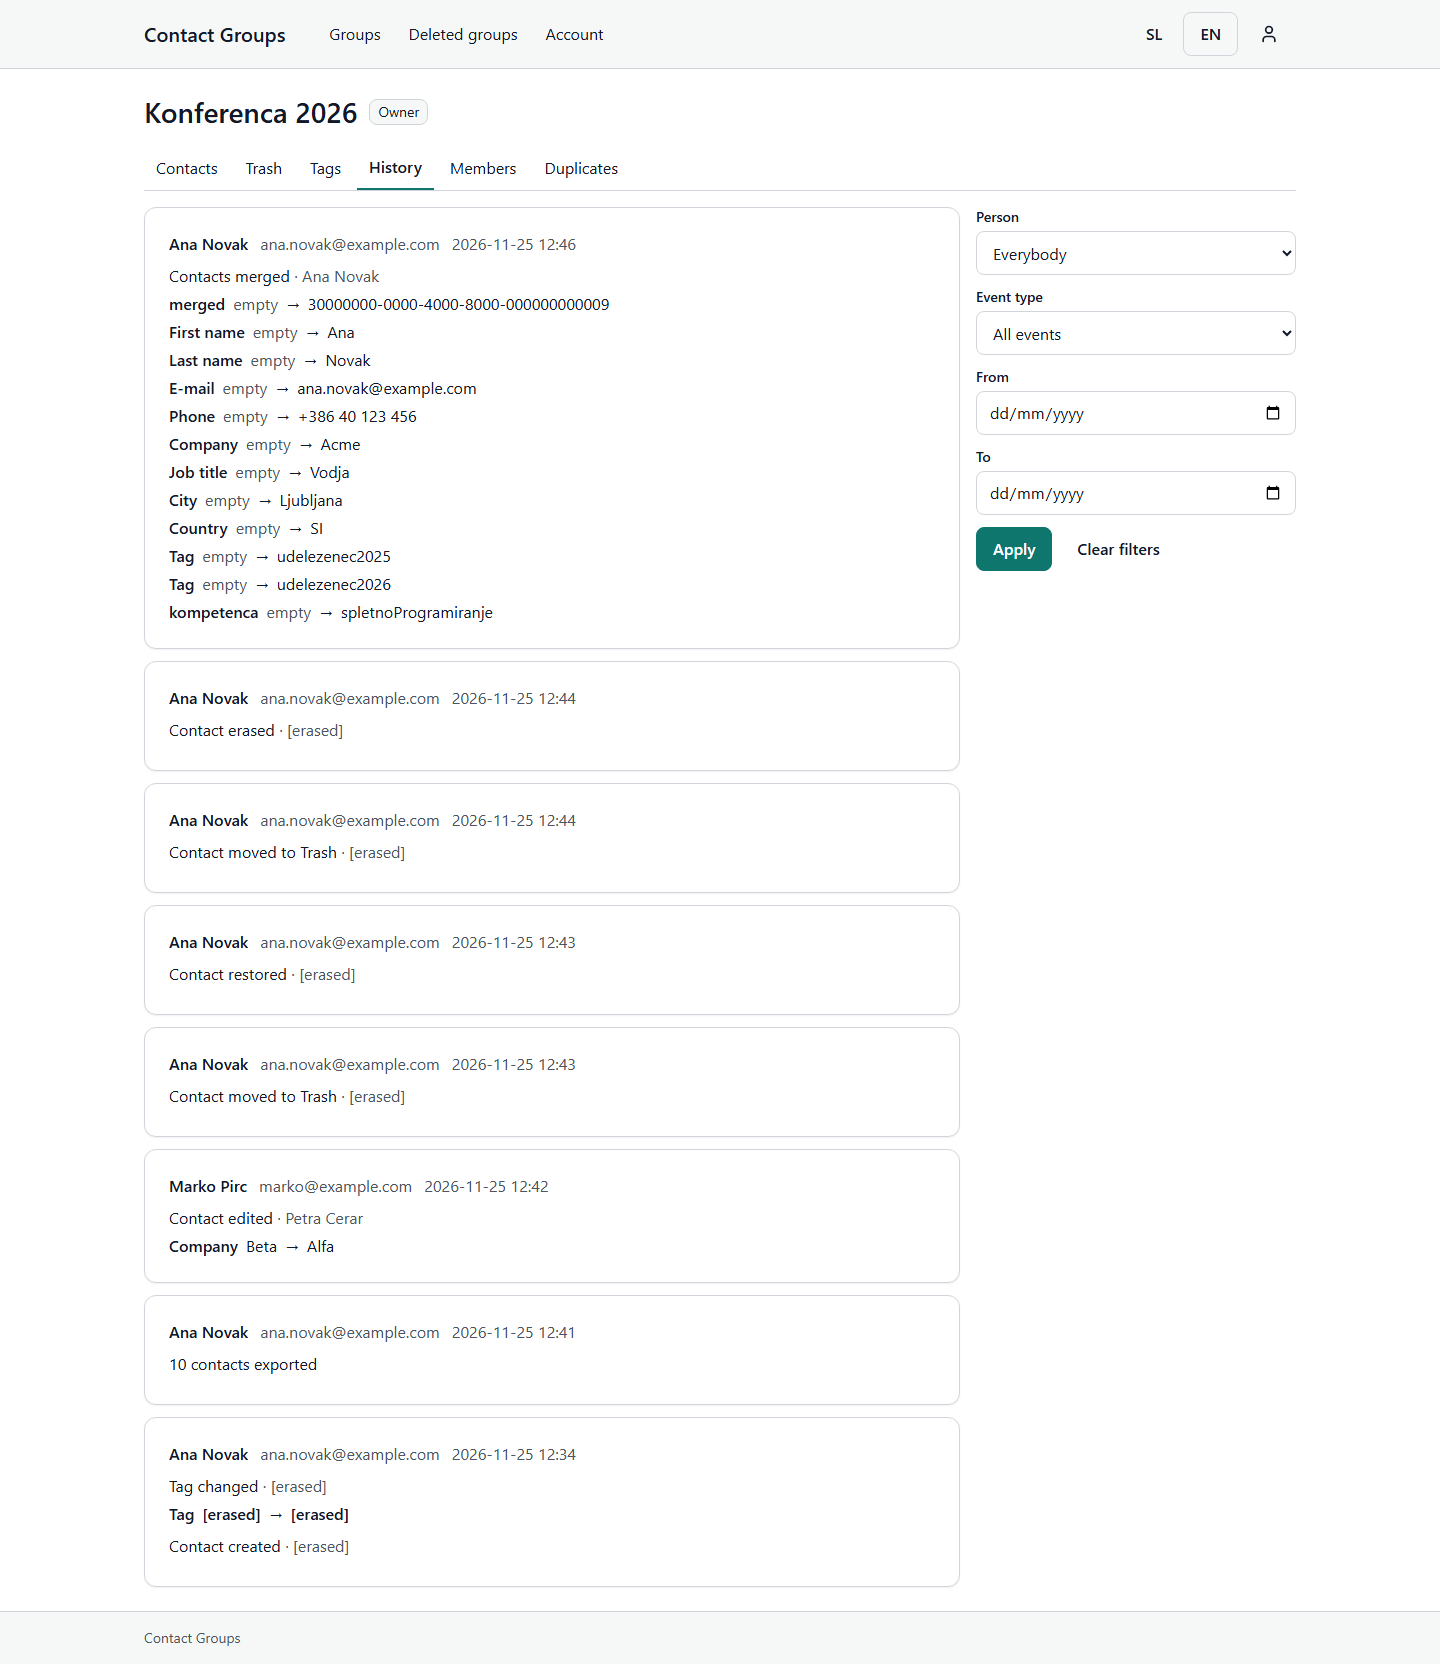 Contact Groups
Groups
Deleted groups
Account
SL
EN
Konferenca 2026
Owner
Contacts
Trash
Tags
History
Members
Duplicates
Ana Novak ana.novak@example.com 2026-11-25 12:46
Contacts merged · Ana Novak
merged empty → 30000000-0000-4000-8000-000000000009
First name empty → Ana
Last name empty → Novak
E-mail empty → ana.novak@example.com
Phone empty → +386 40 123 456
Company empty → Acme
Job title empty → Vodja
City empty → Ljubljana
Country empty → SI
Tag empty → udelezenec2025
Tag empty → udelezenec2026
kompetenca empty → spletnoProgramiranje
Ana Novak ana.novak@example.com 2026-11-25 12:44
Contact erased · [erased]
Ana Novak ana.novak@example.com 2026-11-25 12:44
Contact moved to Trash · [erased]
Ana Novak ana.novak@example.com 2026-11-25 12:43
Contact restored · [erased]
Ana Novak ana.novak@example.com 2026-11-25 12:43
Contact moved to Trash · [erased]
Marko Pirc marko@example.com 2026-11-25 12:42
Contact edited · Petra Cerar
Company Beta → Alfa
Ana Novak ana.novak@example.com 2026-11-25 12:41
10 contacts exported
Ana Novak ana.novak@example.com 2026-11-25 12:34
Tag changed · [erased]
Tag [erased] → [erased]
Contact created · [erased]
Person
Everybody
Event type
All events
From
dd/mm/yyyy
To
dd/mm/yyyy
Apply
Clear filters
Contact Groups